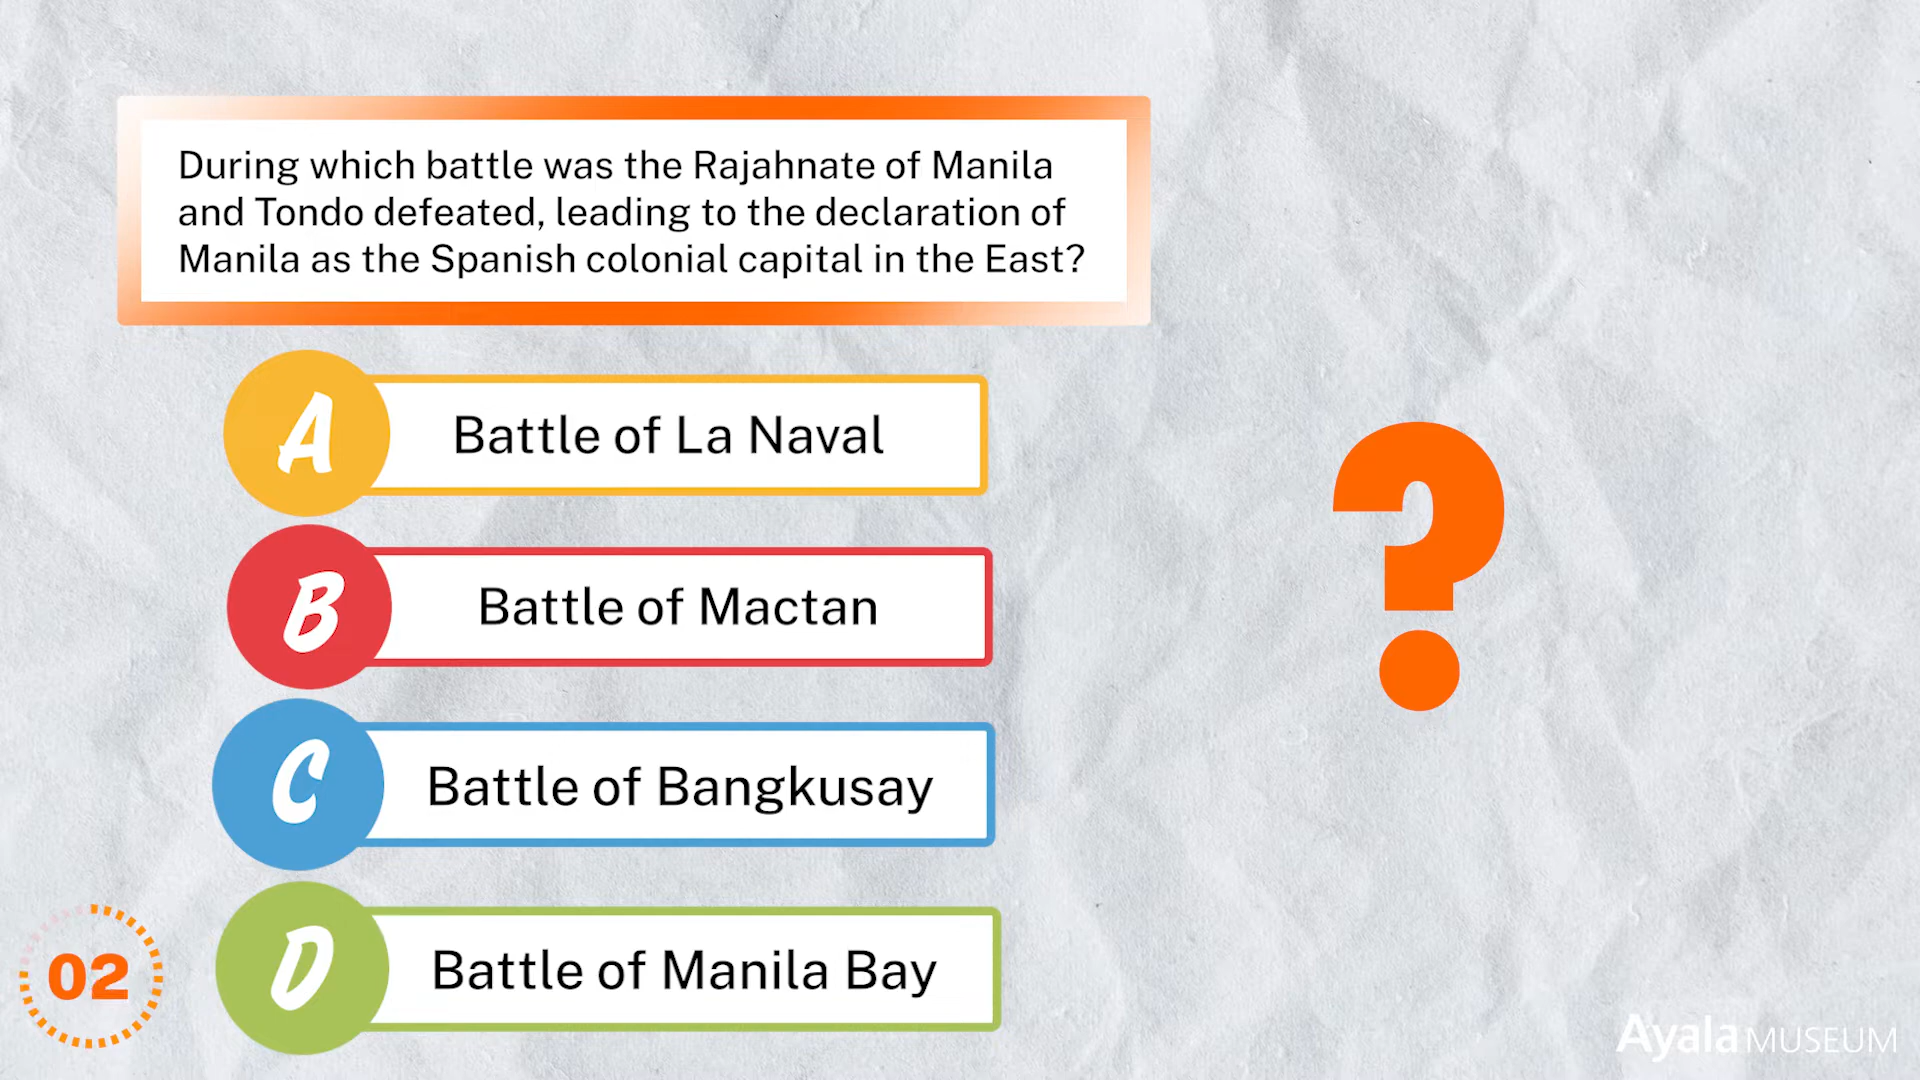 During which battle was the Rajahnate of Manila
and Tondo defeated, leading to the declaration of
Manila as the Spanish colonial capital in the East?
A Battle of La Naval
B Battle of Mactan
C Battle of Bangkusay
D Battle of Manila Bay
02
Ayala MUSEUM